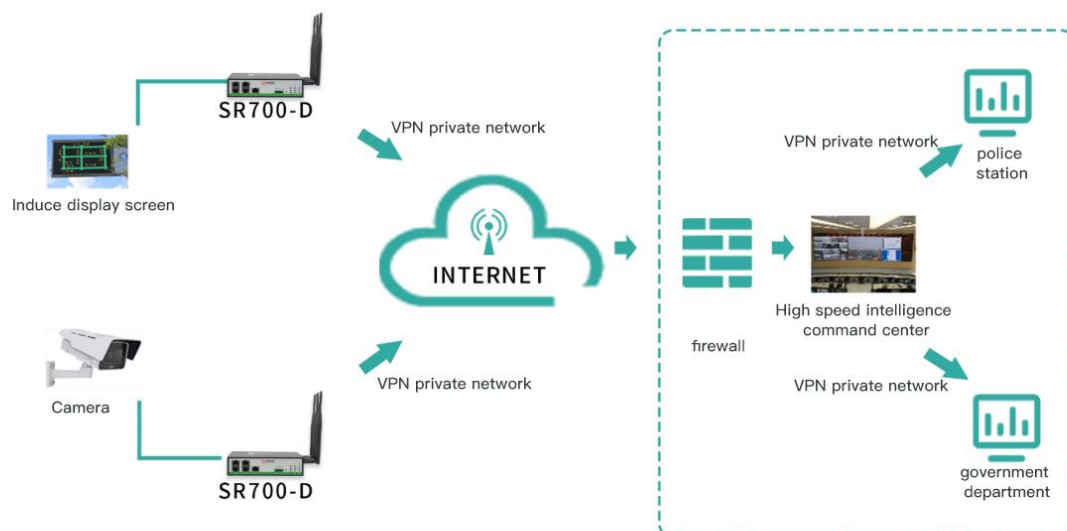 SR700-D
VPN private network
Induce display screen
INTERNET
Camera
VPN private network
SR700-D
firewall
High speed intelligence
command center
VPN private network
police
station
VPN private network
government
department